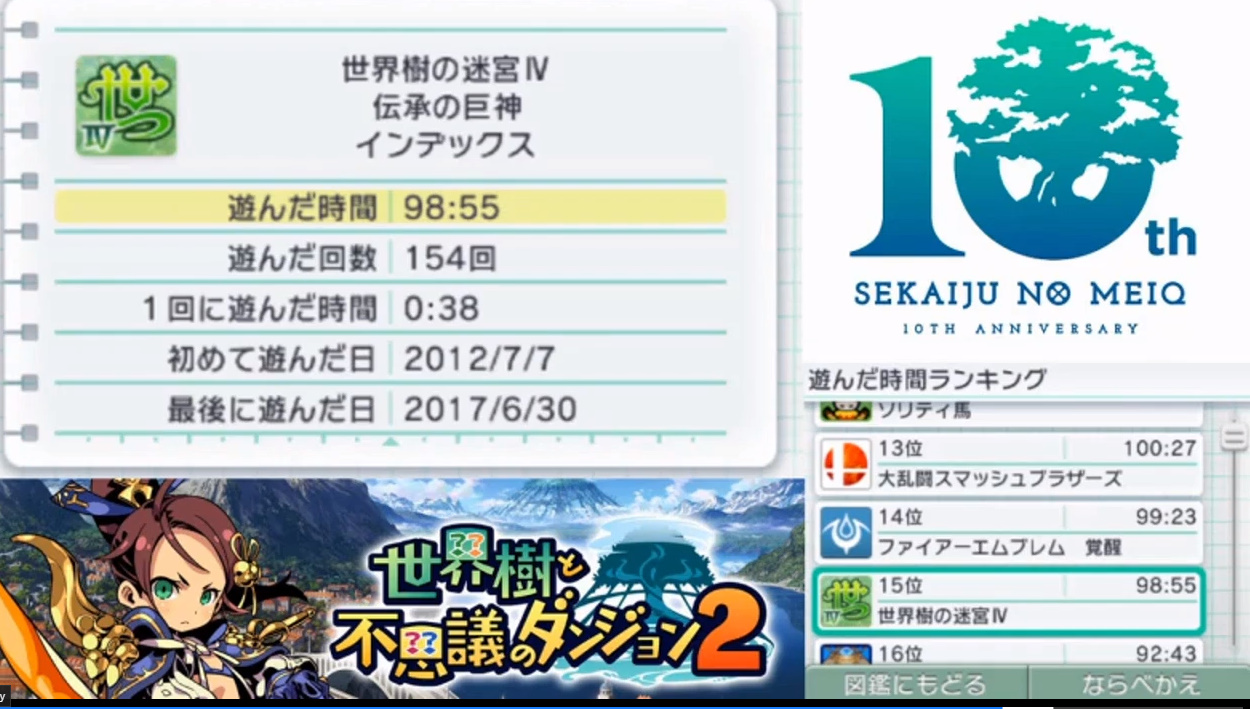 世界樹の迷宮Ⅳ
伝承の巨神
インデックス
世
IV
遊んだ時間 98:55
遊んだ回数 154回
1回に遊んだ時間 0:38
初めて遊んだ日 2012/7/7
最後に遊んだ日 2017/6/30
10th
SEKAIJU NO MEIQ
10TH ANNIVERSARY
遊んだ時間ランキング
ソリティ馬
13位 100:27
大乱闘スマッシュブラザーズ
14位 99:23
ファイアーエムブレム 覚醒
世
IV
15位 98:55
世界樹の迷宮Ⅳ
16位 92:43
図鑑にもどる
ならべかえ
世界樹と
不思議のダンジョン2
??
??
y